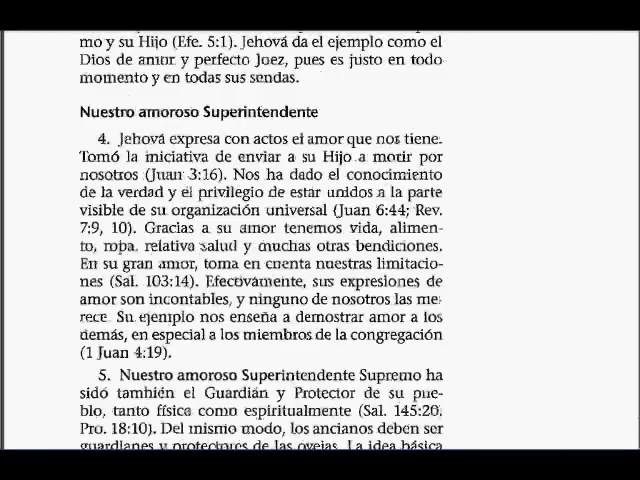 mo y su Hijo (Efe. 5:1). Jehová da el ejemplo como el
Dios de amor y perfecto Juez, pues es justo en todo
momento y en todas sus sendas.
Nuestro amoroso Superintendente
4. Jehová expresa con actos el amor que nos tiene.
Tomó la iniciativa de enviar a su Hijo a morir por
nosotros (Juan 3:16). Nos ha dado el conocimiento
de la verdad y el privilegio de estar unidos a la parte
visible de su organización universal (Juan 6:44; Rev.
7:9, 10). Gracias a su amor tenemos vida, alimen-
to, ropa, relativa salud y muchas otras bendiciones.
En su gran amor, toma en cuenta nuestras limitacio-
nes (Sal. 103:14). Efectivamente, sus expresiones de
amor son incontables, y ninguno de nosotros las me-
rece. Su ejemplo nos enseña a demostrar amor a los
demás, en especial a los miembros de la congregación
(1 Juan 4:19).
5. Nuestro amoroso Superintendente Supremo ha
sido también el Guardián y Protector de su pue-
blo, tanto física como espiritualmente (Sal. 145:20;
Pro. 18:10). Del mismo modo, los ancianos deben ser
guardianes y protectores de las ovejas. La idea básica